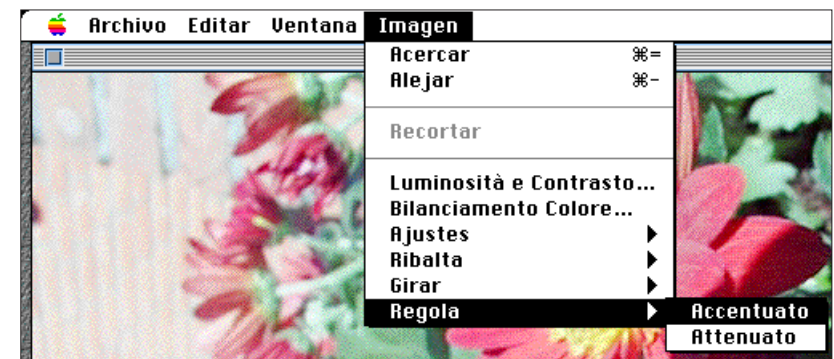 Archivo Editar Ventana Imagen
Acercar ⌘=
Alejar ⌘-
Recortar
Luminosità e Contrasto...
Bilanciamento Colore...
Ajustes
Ribalta
Girar
Regola Accentuato
Attenuato